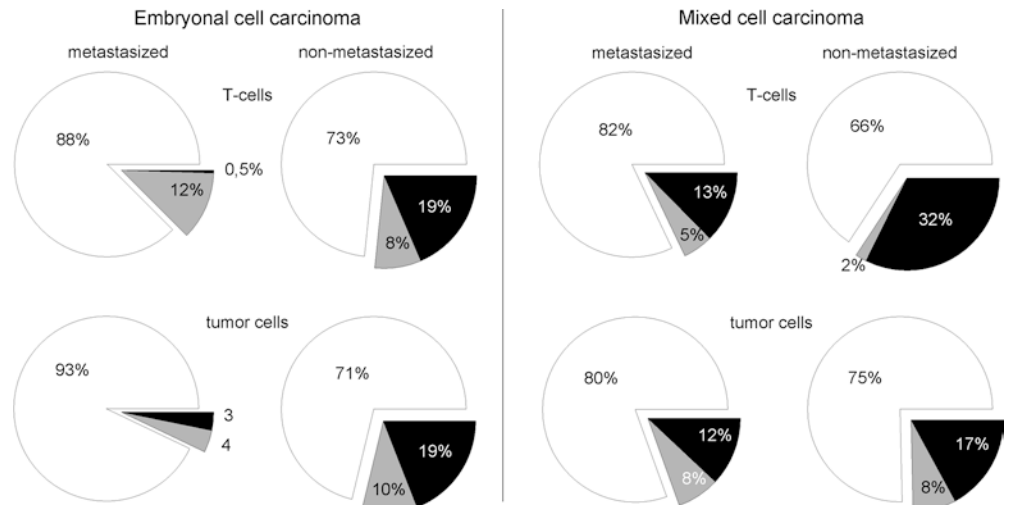 Embryonal cell carcinoma
Mixed cell carcinoma
metastasized
non-metastasized
metastasized
non-metastasized
T-cells
T-cells
88%
0,5%
12%
73%
19%
8%
82%
13%
5%
66%
32%
2%
tumor cells
tumor cells
93%
3
4
71%
19%
10%
80%
12%
8%
75%
17%
8%